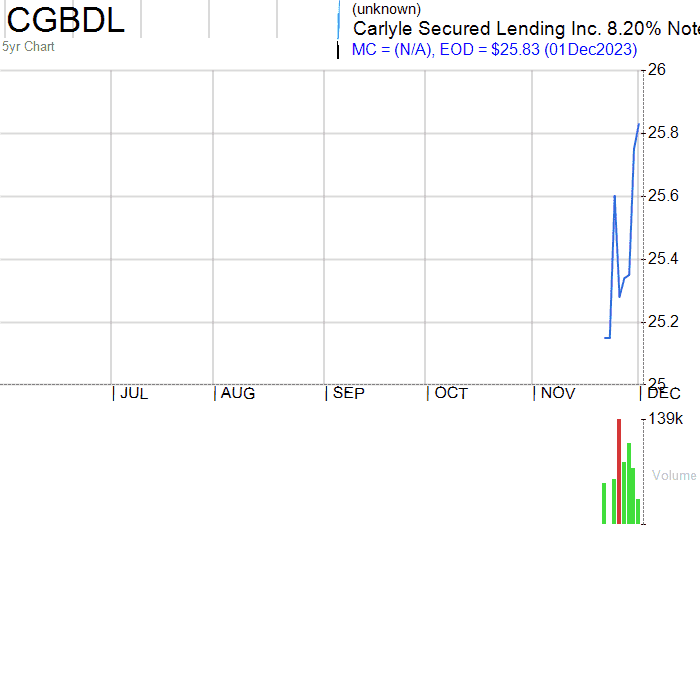 CGBDL
5yr Chart
(unknown)
Carlyle Secured Lending Inc. 8.20% Note
MC = (N/A), EOD = $25.83 (01Dec2023)
26
25.8
25.6
25.4
25.2
25
JUL AUG SEP OCT NOV DEC
139k
Volume